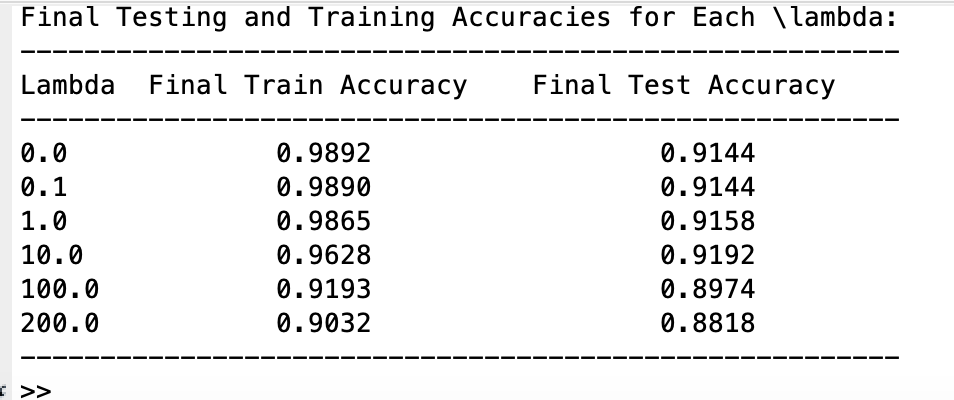 Final Testing and Training Accuracies for Each \lambda:
-------------------------------------------------------
Lambda  Final Train Accuracy    Final Test Accuracy
-------------------------------------------------------
0.0             0.9892                  0.9144
0.1             0.9890                  0.9144
1.0             0.9865                  0.9158
10.0            0.9628                  0.9192
100.0           0.9193                  0.8974
200.0           0.9032                  0.8818
-------------------------------------------------------
>>